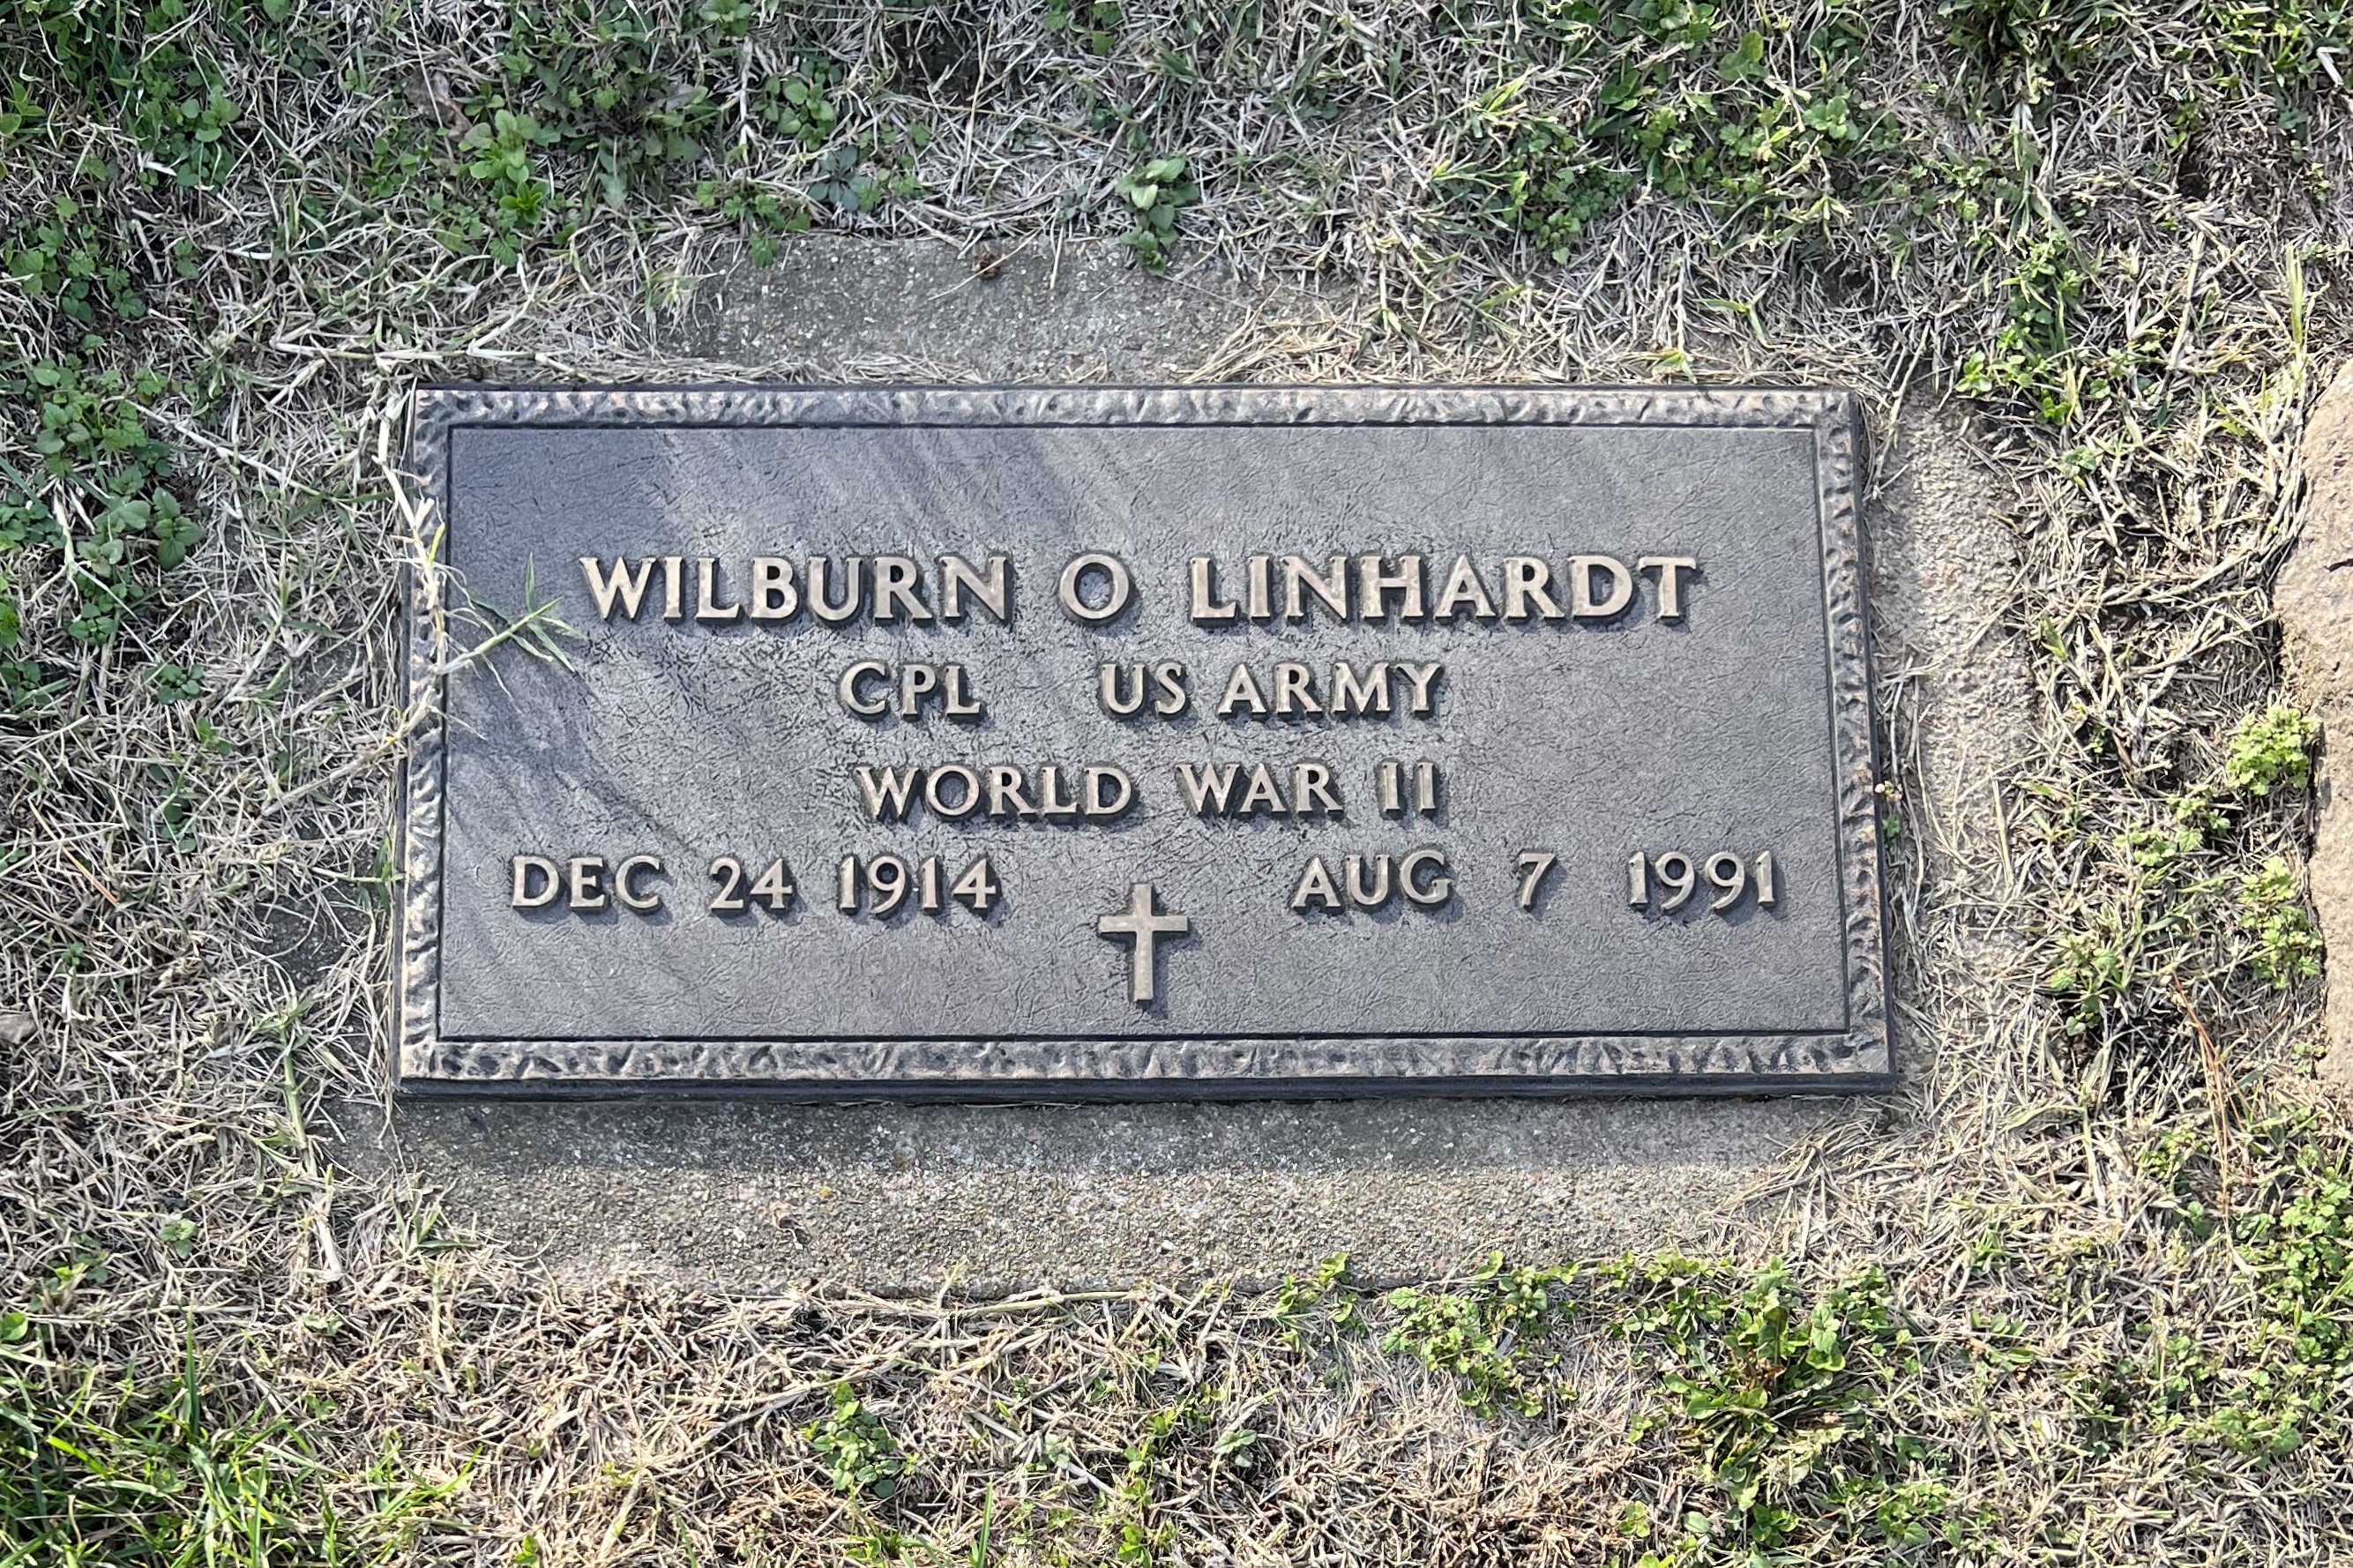 WILBURN O LINHARDT
CPL US ARMY
WORLD WAR II
DEC 24 1914 AUG 7 1991